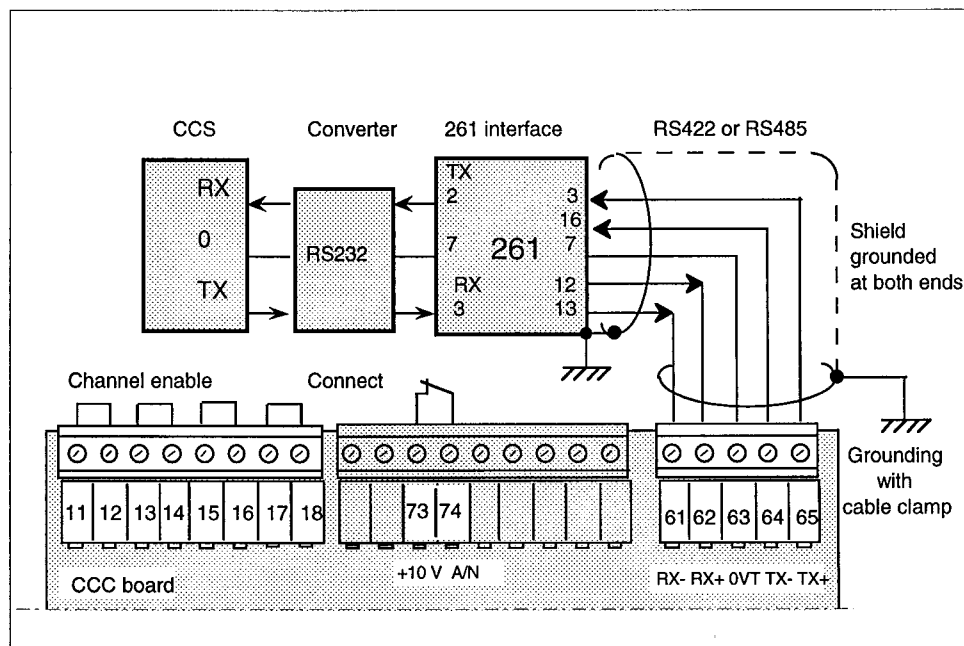 CCS Converter 261 interface RS422 or RS485
TX
RX 2 3
16
0 RS232 7 261 7
RX 12
TX 3 13
Shield
grounded
at both ends
Channel enable Connect
Grounding
with
cable clamp
11 12 13 14 15 16 17 18 73 74 61 62 63 64 65
+10 V A/N RX- RX+ 0VT TX- TX+
CCC board